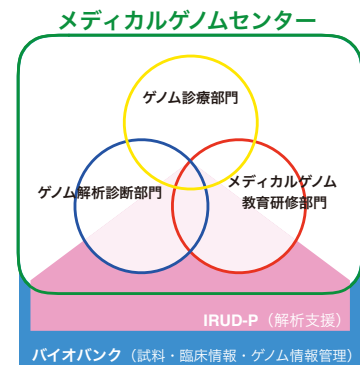 メディカルゲノムセンター
ゲノム診療部門
ゲノム解析診断部門
メディカルゲノム
教育研修部門
IRUD-P（解析支援）
バイオバンク（試料・臨床情報・ゲノム情報管理）